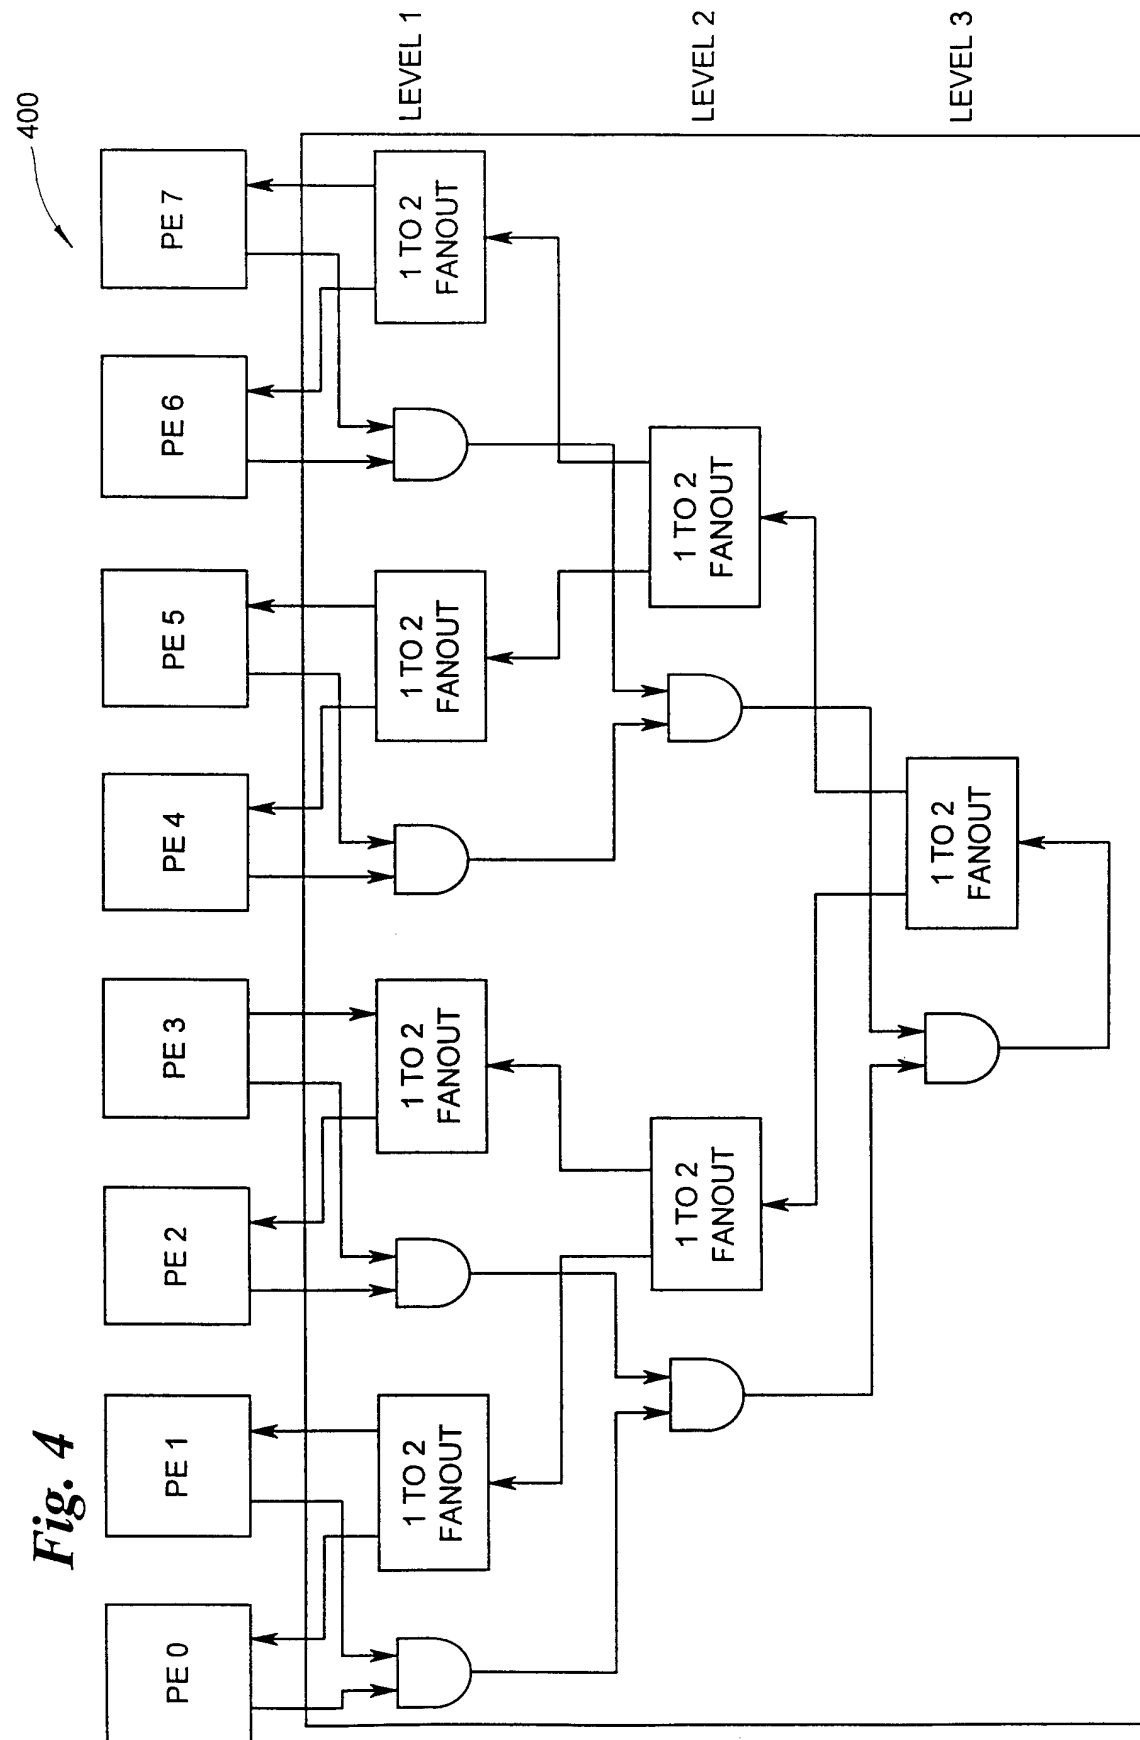 Fig. 4
400
PE 0
PE 1
PE 2
PE 3
PE 4
PE 5
PE 6
PE 7
1 TO 2
FANOUT
1 TO 2
FANOUT
1 TO 2
FANOUT
1 TO 2
FANOUT
LEVEL 1
1 TO 2
FANOUT
1 TO 2
FANOUT
LEVEL 2
1 TO 2
FANOUT
LEVEL 3